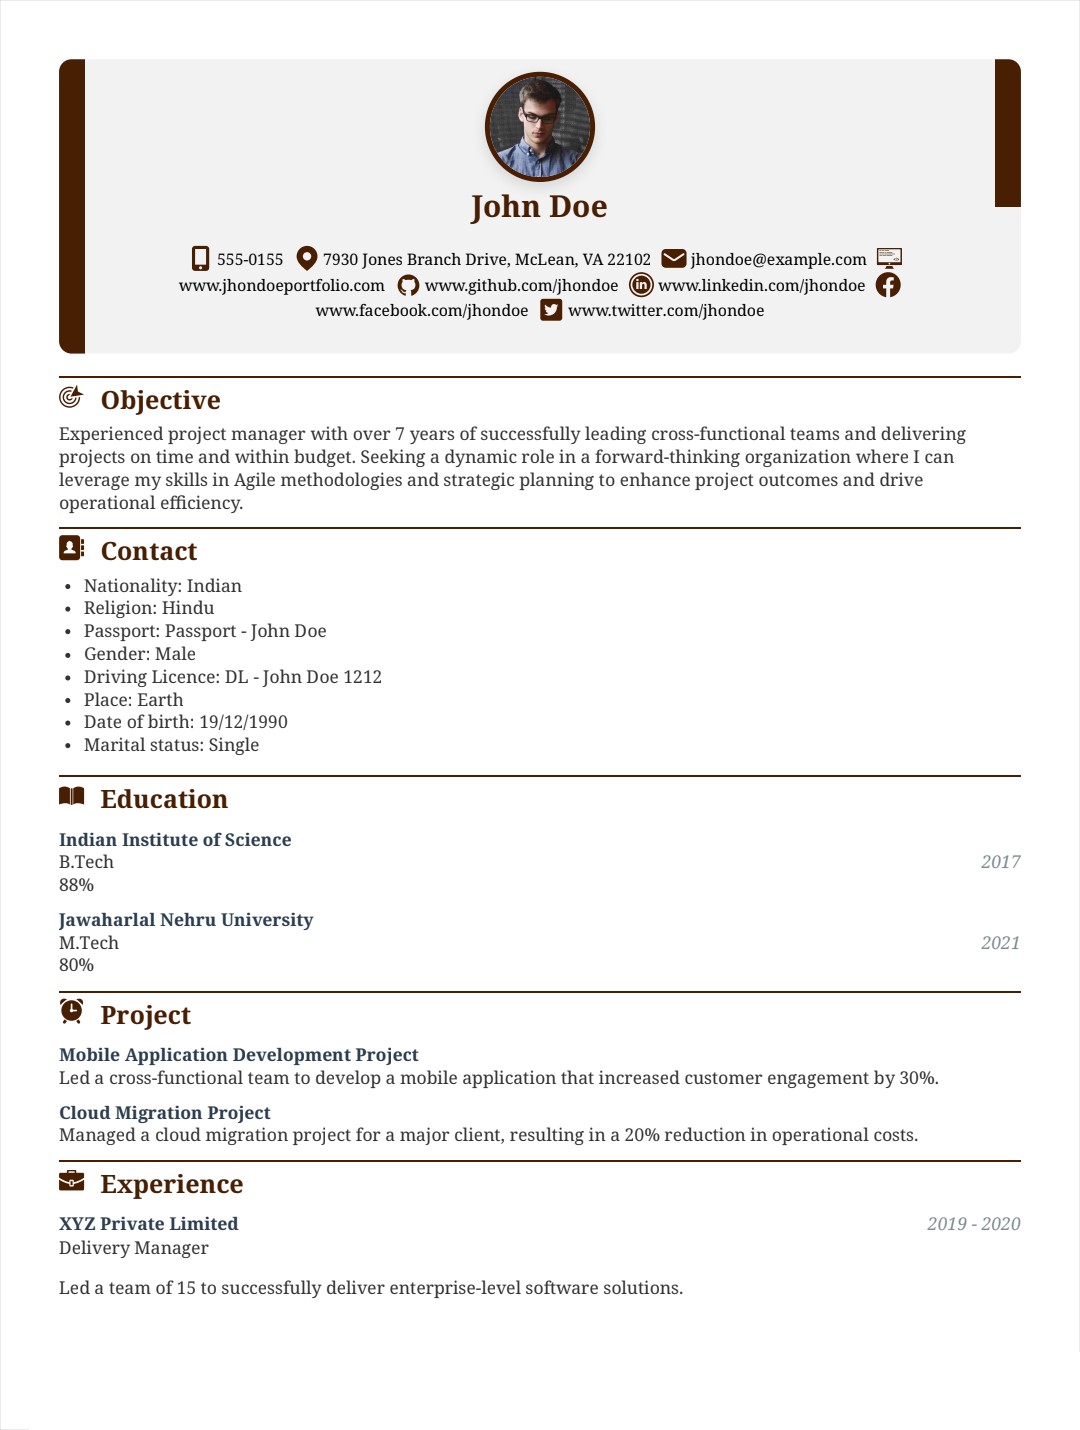 John Doe
555-0155 7930 Jones Branch Drive, McLean, VA 22102 jhondoe@example.com
www.jhondoeportfolio.com www.github.com/jhondoe www.linkedin.com/jhondoe
www.facebook.com/jhondoe www.twitter.com/jhondoe
Objective
Experienced project manager with over 7 years of successfully leading cross-functional teams and delivering
projects on time and within budget. Seeking a dynamic role in a forward-thinking organization where I can
leverage my skills in Agile methodologies and strategic planning to enhance project outcomes and drive
operational efficiency.
Contact
• Nationality: Indian
• Religion: Hindu
• Passport: Passport - John Doe
• Gender: Male
• Driving Licence: DL - John Doe 1212
• Place: Earth
• Date of birth: 19/12/1990
• Marital status: Single
Education
Indian Institute of Science
B.Tech 2017
88%
Jawaharlal Nehru University
M.Tech 2021
80%
Project
Mobile Application Development Project
Led a cross-functional team to develop a mobile application that increased customer engagement by 30%.
Cloud Migration Project
Managed a cloud migration project for a major client, resulting in a 20% reduction in operational costs.
Experience
XYZ Private Limited 2019 - 2020
Delivery Manager
Led a team of 15 to successfully deliver enterprise-level software solutions.